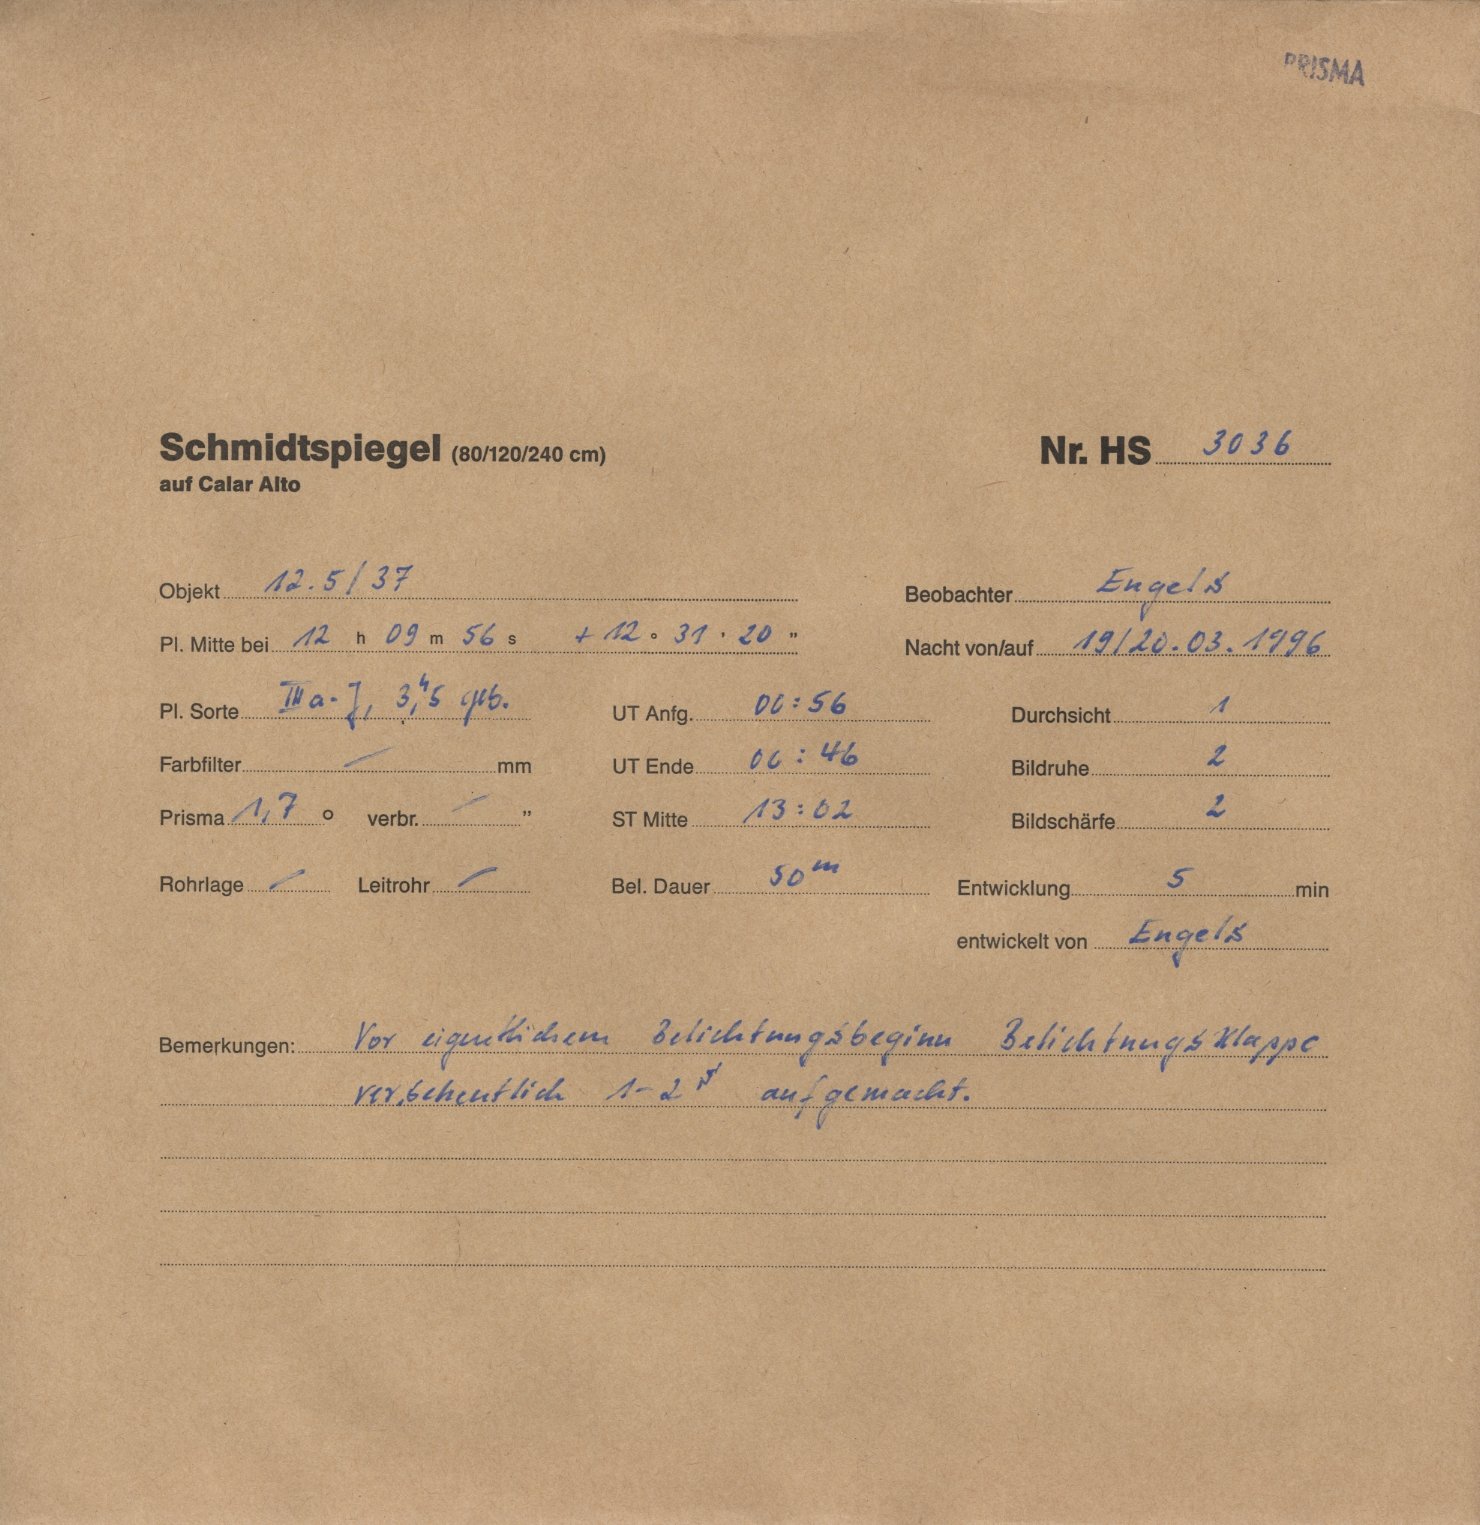 PRISMA
Schmidtspiegel (80/120/240 cm) Nr. HS 3036
auf Calar Alto
Objekt 12.5/37 Beobachter Engels
Pl. Mitte bei 12 h 09 m 56 s + 12 ° 31 ' 20 " Nacht von/auf 19/20.03.1996
Pl. Sorte IIIa-J, 3,ʰ5 geb. UT Anfg. 00:56 Durchsicht 1
Farbfilter / mm UT Ende 00:46 Bildruhe 2
Prisma 1,7 ° verbr. / " ST Mitte 13:02 Bildschärfe 2
Rohrlage / Leitrohr / Bel. Dauer 50ᵐ Entwicklung 5 min
entwickelt von Engels
Bemerkungen: Vor eigentlichem Belichtungsbeginn Belichtungsklappe
versehentlich 1-2ˢ aufgemacht.